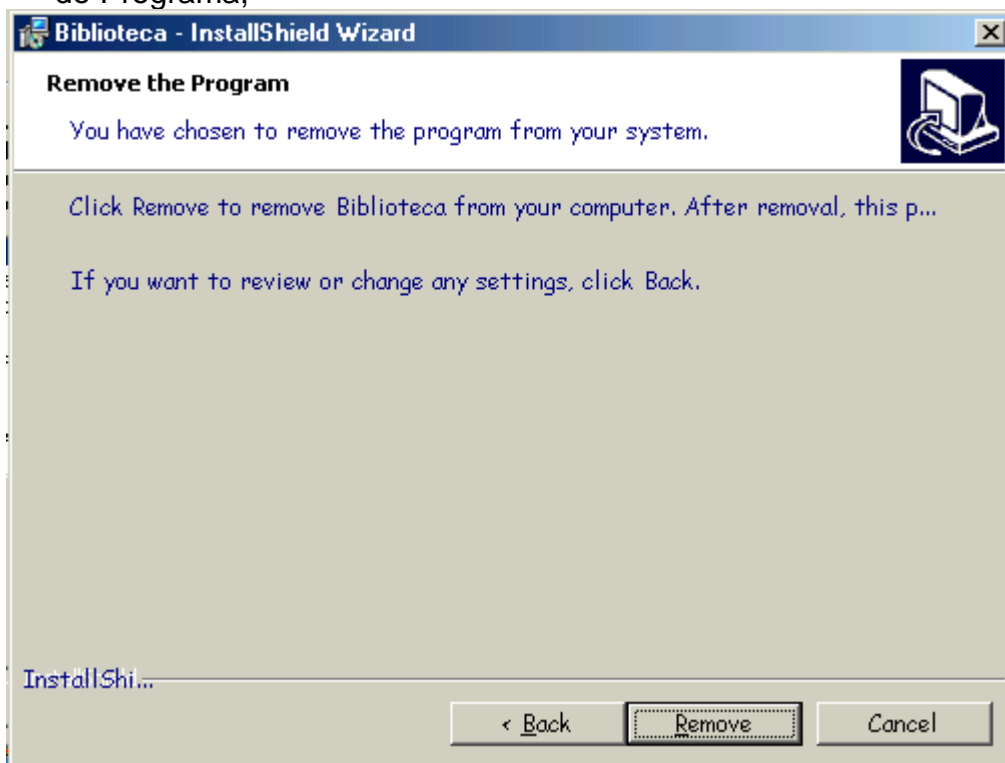 do Programa;
Biblioteca - InstallShield Wizard
Remove the Program
You have chosen to remove the program from your system.
Click Remove to remove Biblioteca from your computer. After removal, this p...
If you want to review or change any settings, click Back.
InstallShi...
< Back Remove Cancel